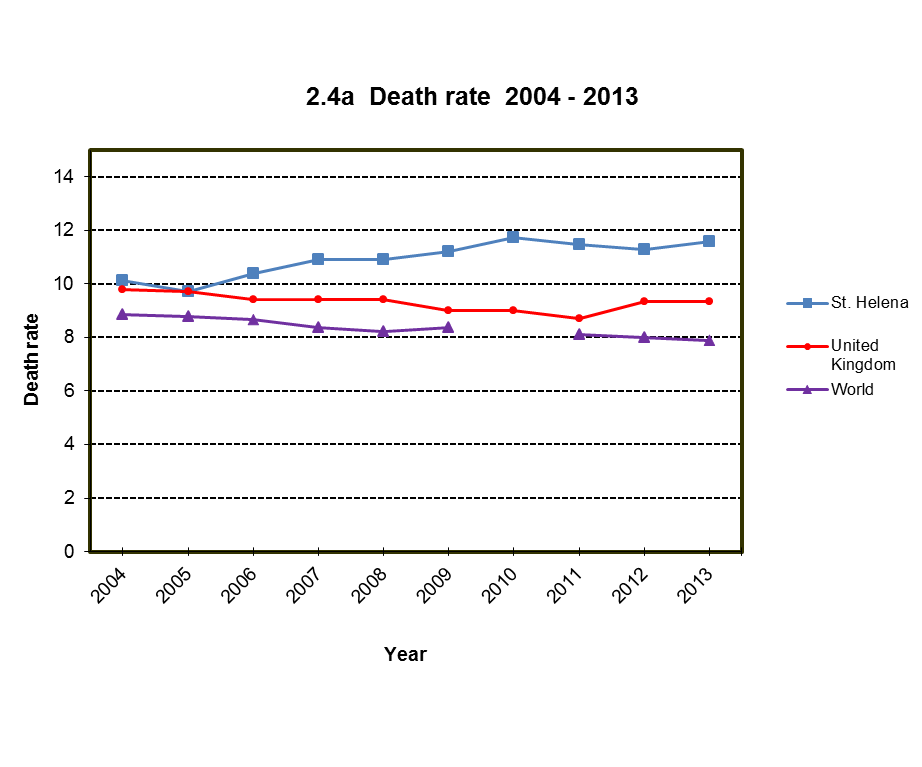 2.4a Death rate 2004 - 2013
14
12
10
8
6
4
2
0
Death rate
2004
2005
2006
2007
2008
2009
2010
2011
2012
2013
Year
St. Helena
United
Kingdom
World